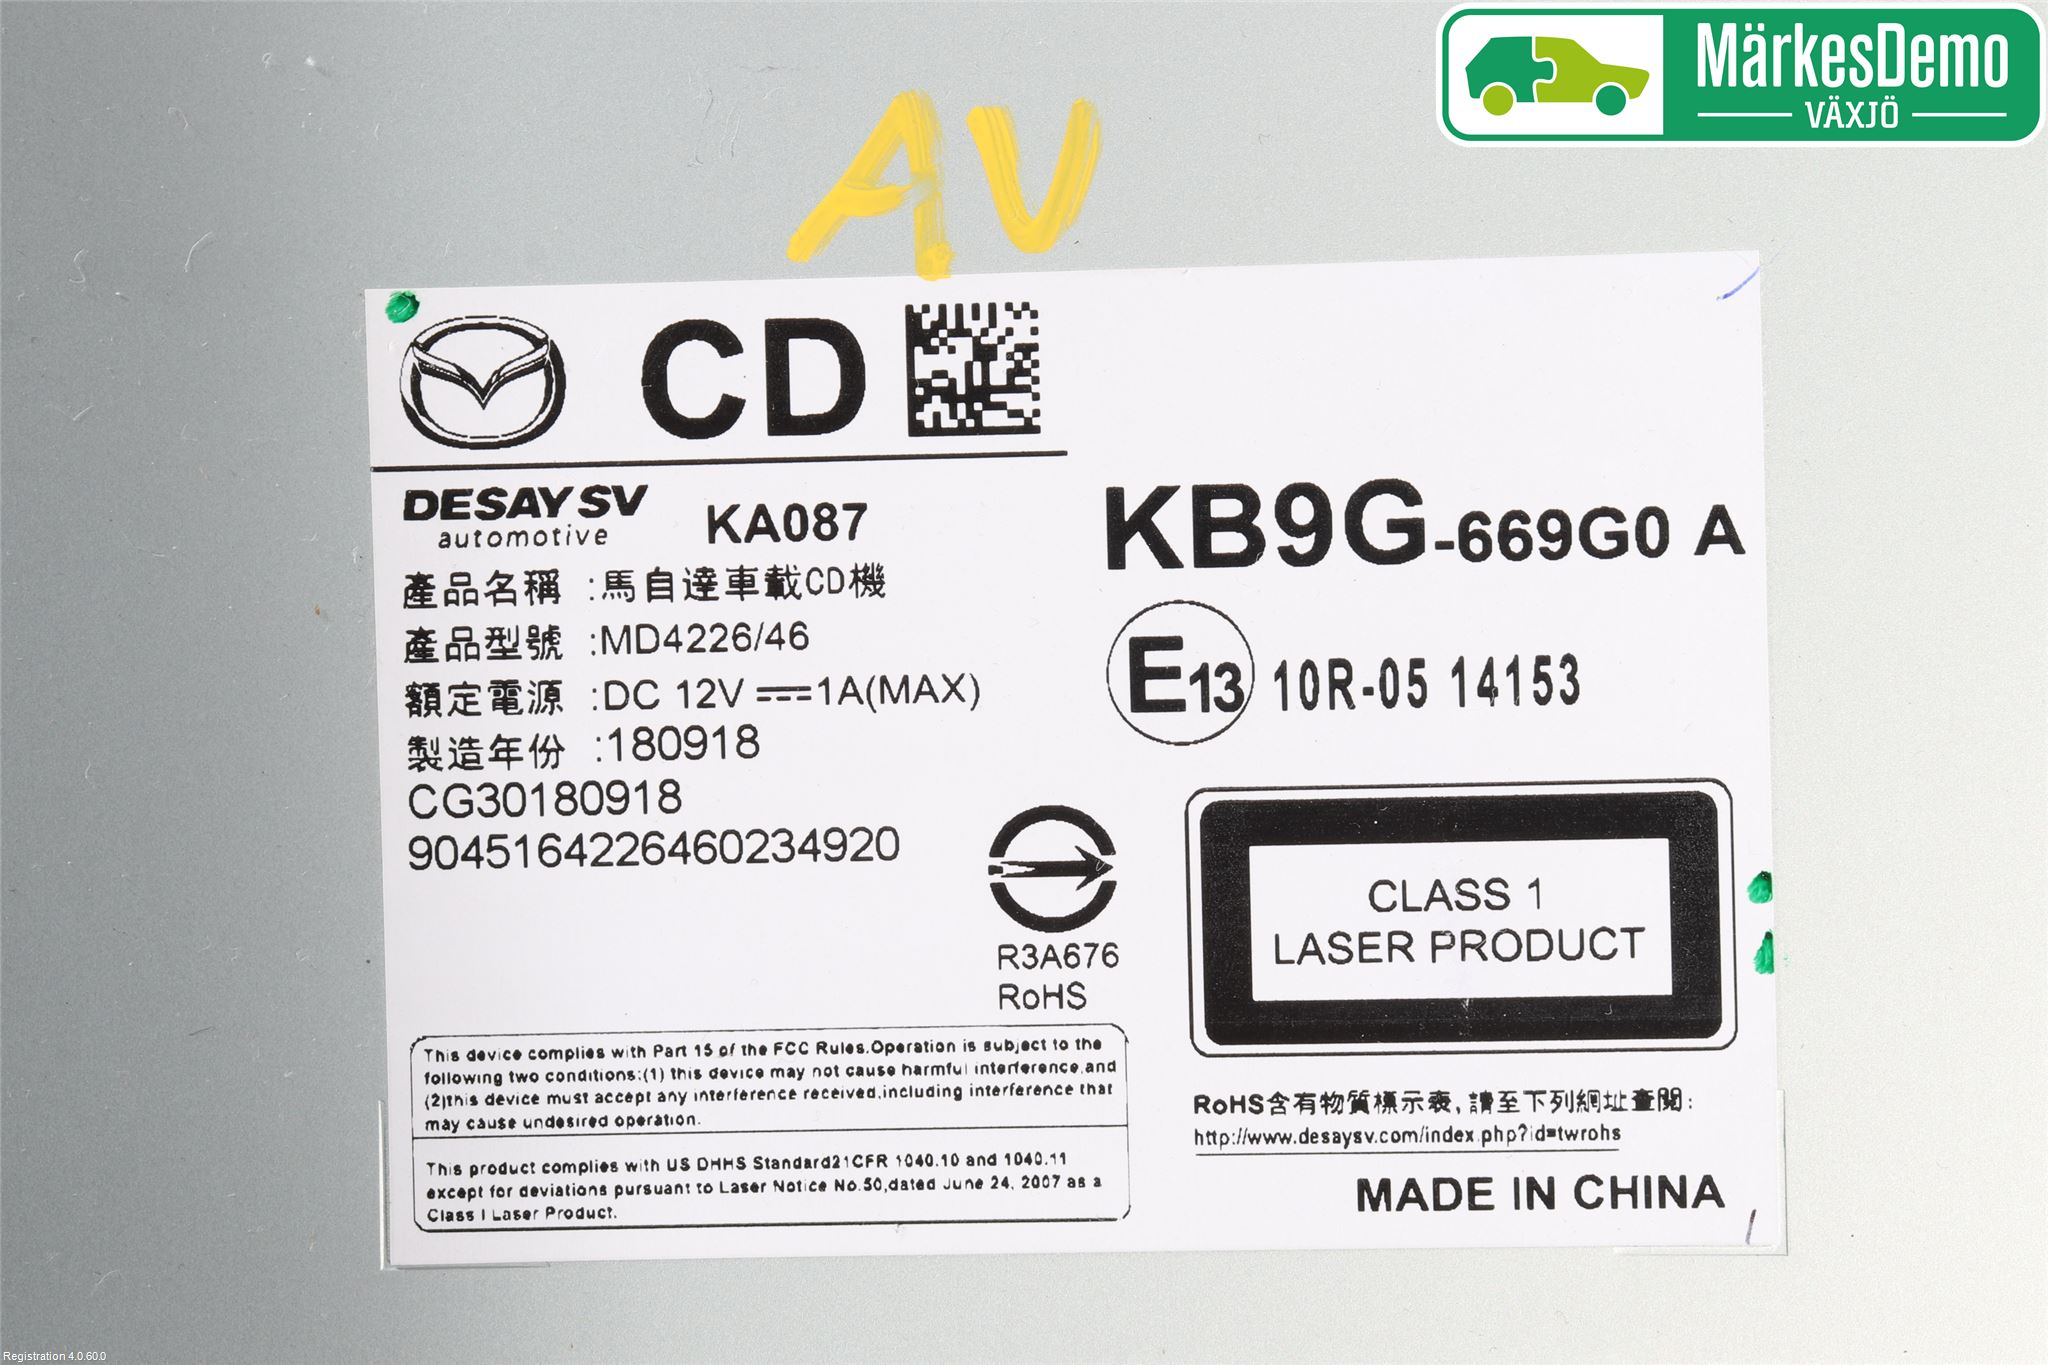 MärkesDemo
VÄXJÖ
AV
CD
DESAY SV
automotive
KA087
KB9G-669G0 A
產品名稱 :馬自達車載CD機
產品型號 :MD4226/46
額定電源 :DC 12V ⎓1A(MAX)
製造年份 :180918
CG30180918
9045164226460234920
E13 10R-05 14153
R3A676
RoHS
CLASS 1
LASER PRODUCT
This device complies with Part 15 of the FCC Rules.Operation is subject to the
following two conditions:(1) this device may not cause harmful interference,and
(2)this device must accept any interference received,including interference that
may cause undesired operation.
This product complies with US DHHS Standard21CFR 1040.10 and 1040.11
except for deviations pursuant to Laser Notice No.50,dated June 24, 2007 as a
Class I Laser Product.
RoHS含有物質標示表,請至下列網址查閱:
http://www.desaysv.com/index.php?id=twrohs
MADE IN CHINA
Registration 4.0.60.0